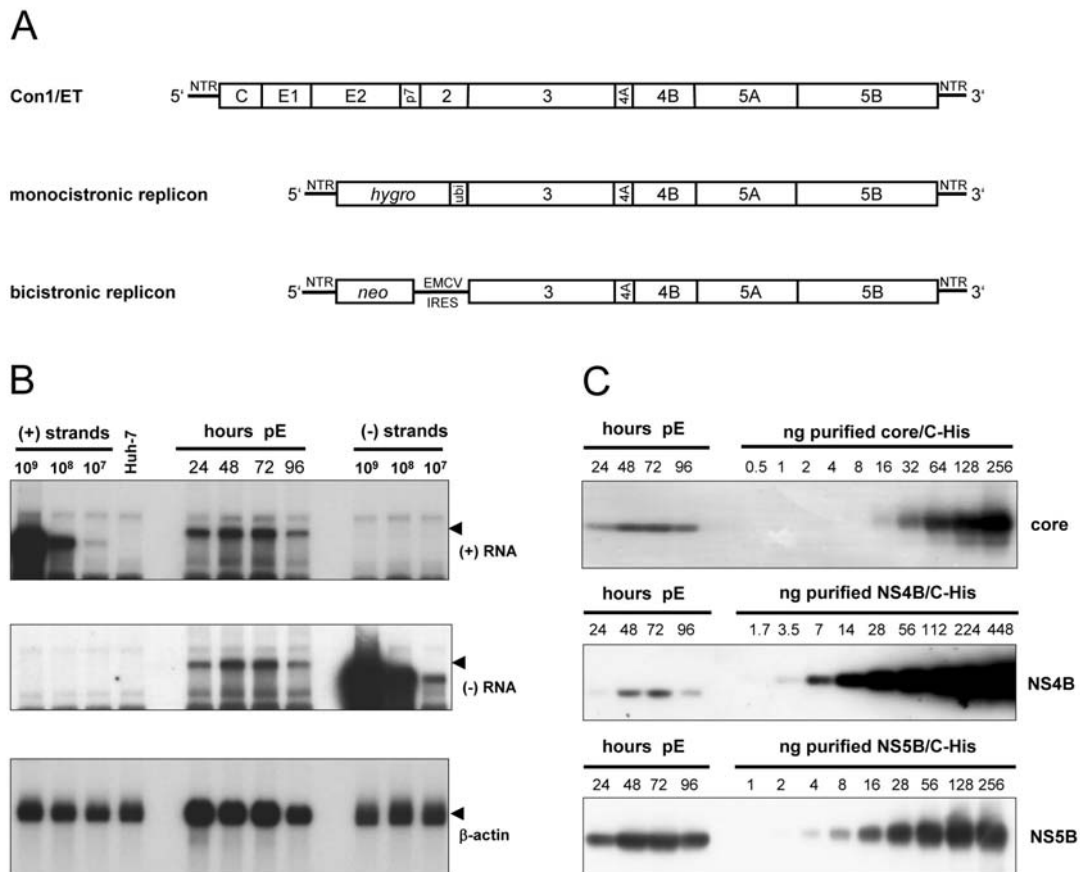 A
Con1/ET 5‘ NTR C E1 E2 p7 2 3 4A 4B 5A 5B NTR 3‘
monocistronic replicon 5‘ NTR hygro ubi 3 4A 4B 5A 5B NTR 3‘
bicistronic replicon 5‘ NTR neo EMCV IRES 3 4A 4B 5A 5B NTR 3‘
B
(+) strands Huh-7 hours pE (-) strands
10⁹ 10⁸ 10⁷ 24 48 72 96 10⁹ 10⁸ 10⁷
(+) RNA
(-) RNA
β-actin
C
hours pE ng purified core/C-His
24 48 72 96 0.5 1 2 4 8 16 32 64 128 256
core
hours pE ng purified NS4B/C-His
24 48 72 96 1.7 3.5 7 14 28 56 112 224 448
NS4B
hours pE ng purified NS5B/C-His
24 48 72 96 1 2 4 8 16 28 56 128 256
NS5B